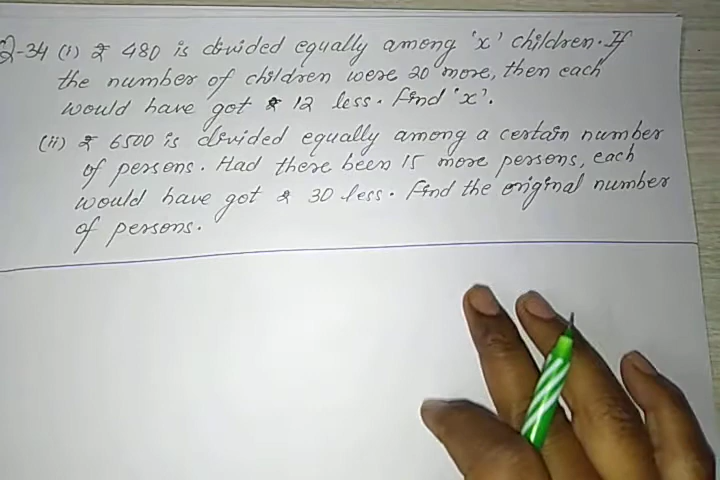 Q-34 (i) ₹ 480 is divided equally among 'x' children. If
the number of children were 20 more, then each
would have got ₹ 12 less. Find 'x'.
(ii) ₹ 6500 is divided equally among a certain number
of persons. Had there been 15 more persons, each
would have got ₹ 30 less. Find the original number
of persons.